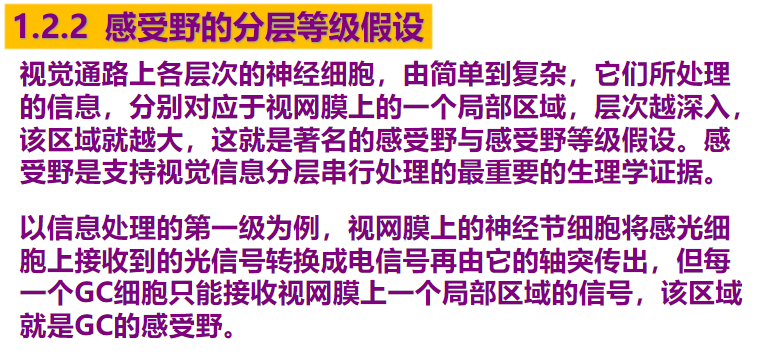 1.2.2 感受野的分层等级假设
视觉通路上各层次的神经细胞，由简单到复杂，它们所处理
的信息，分别对应于视网膜上的一个局部区域，层次越深入，
该区域就越大，这就是著名的感受野与感受野等级假设。感
受野是支持视觉信息分层串行处理的最重要的生理学证据。
以信息处理的第一级为例，视网膜上的神经节细胞将感光细
胞上接收到的光信号转换成电信号再由它的轴突传出，但每
一个GC细胞只能接收视网膜上一个局部区域的信号，该区域
就是GC的感受野。